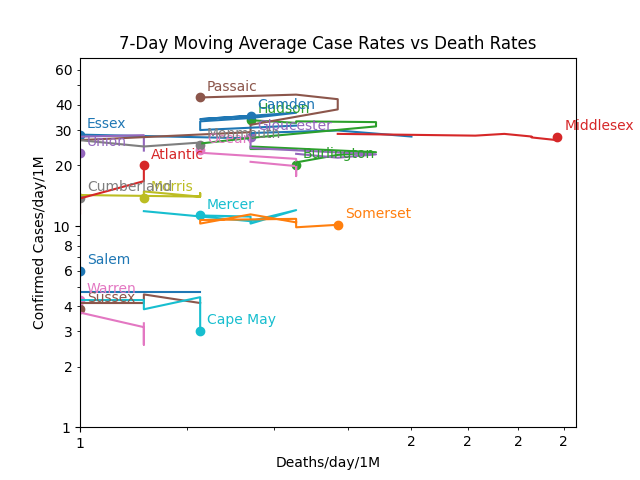 7-Day Moving Average Case Rates vs Death Rates
60
40
30
20
10
8
6
4
3
2
1
Confirmed Cases/day/1M
Passaic
Camden
Hudson
Essex
Gloucester
Middlesex
Monmouth
Union
Ocean
Atlantic
Burlington
Cumberland
Morris
Mercer
Somerset
Salem
Warren
Sussex
Cape May
1
2
2
2
2
Deaths/day/1M